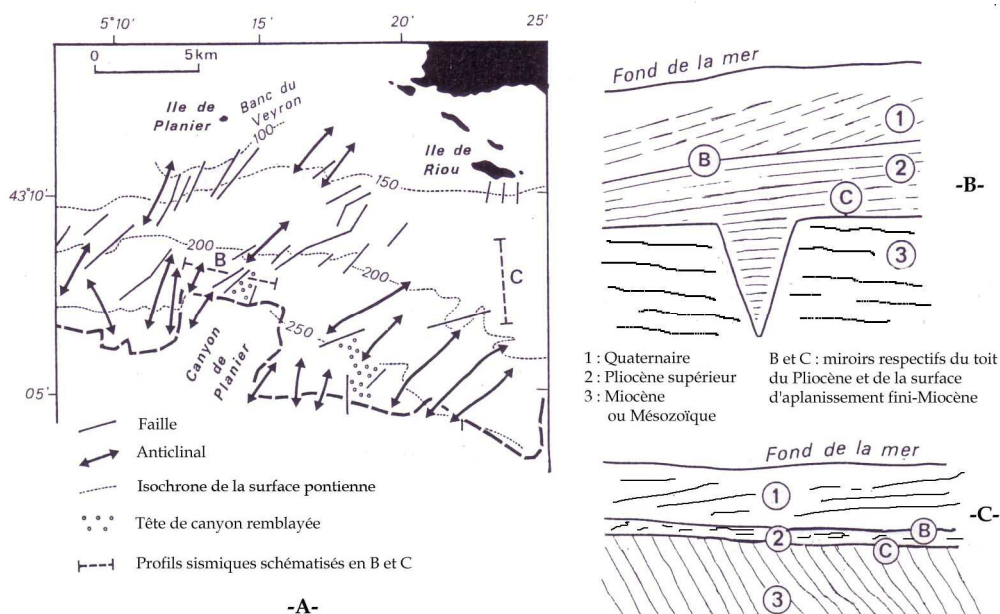 5°10' 15' 20' 25'
0 5km
Ile de
Planier
Banc du
Veyron
100
Ile de
Riou
150
43°10'
200
B
200
C
250
Canyon
de
Planier
05'
Faille
Anticlinal
Isochrone de la surface pontienne
Tête de canyon remblayée
Profils sismiques schématisés en B et C
-A-
Fond de la mer
1
B
2
-B-
C
3
1 : Quaternaire
2 : Pliocène supérieur
3 : Miocène
ou Mésozoïque
B et C : miroirs respectifs du toit
du Pliocène et de la surface
d'aplanissement fini-Miocène
Fond de la mer
1
-C-
B
2
C
3